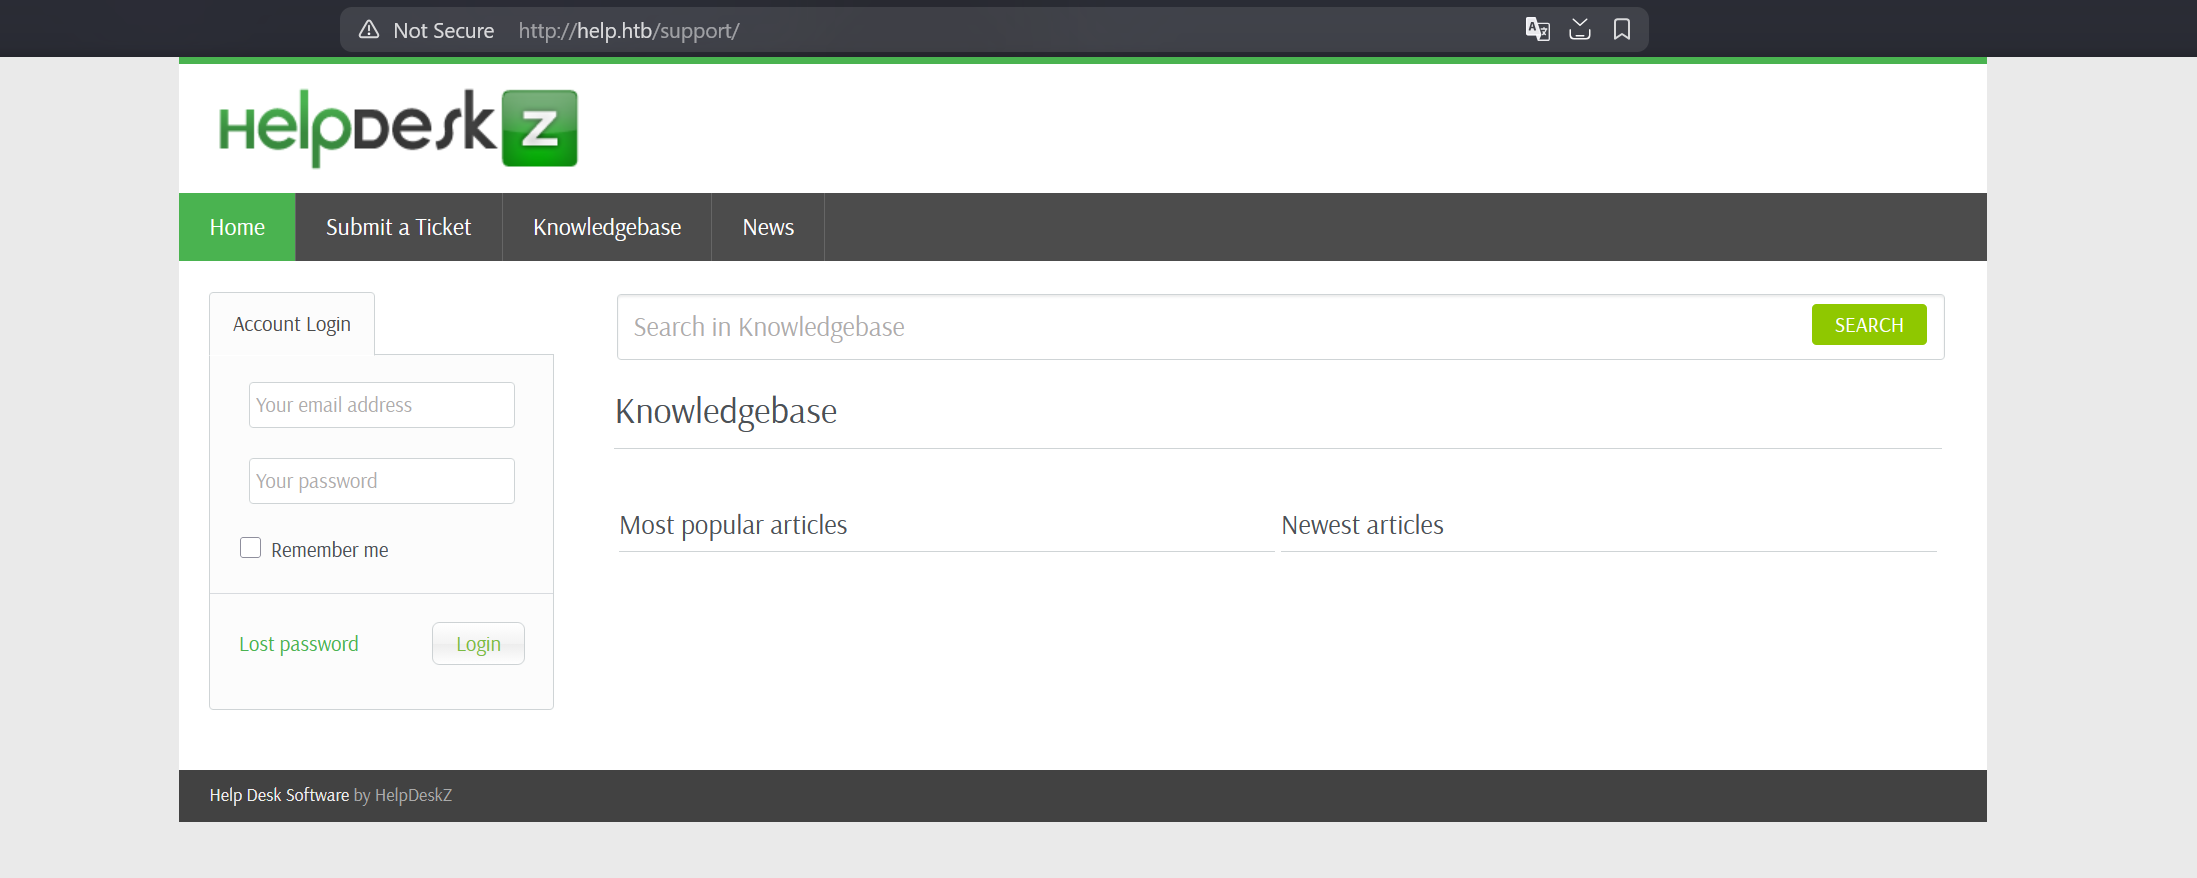 Not Secure http://help.htb/support/
HelpDesk Z
Home Submit a Ticket Knowledgebase News
Account Login
Your email address
Your password
Remember me
Lost password Login
Search in Knowledgebase SEARCH
Knowledgebase
Most popular articles Newest articles
Help Desk Software by HelpDeskZ